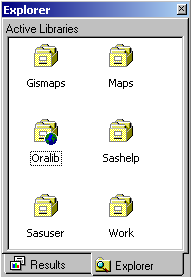 Explorer
Active Libraries
Gismaps Maps
Oralib Sashelp
Sasuser Work
Results Explorer